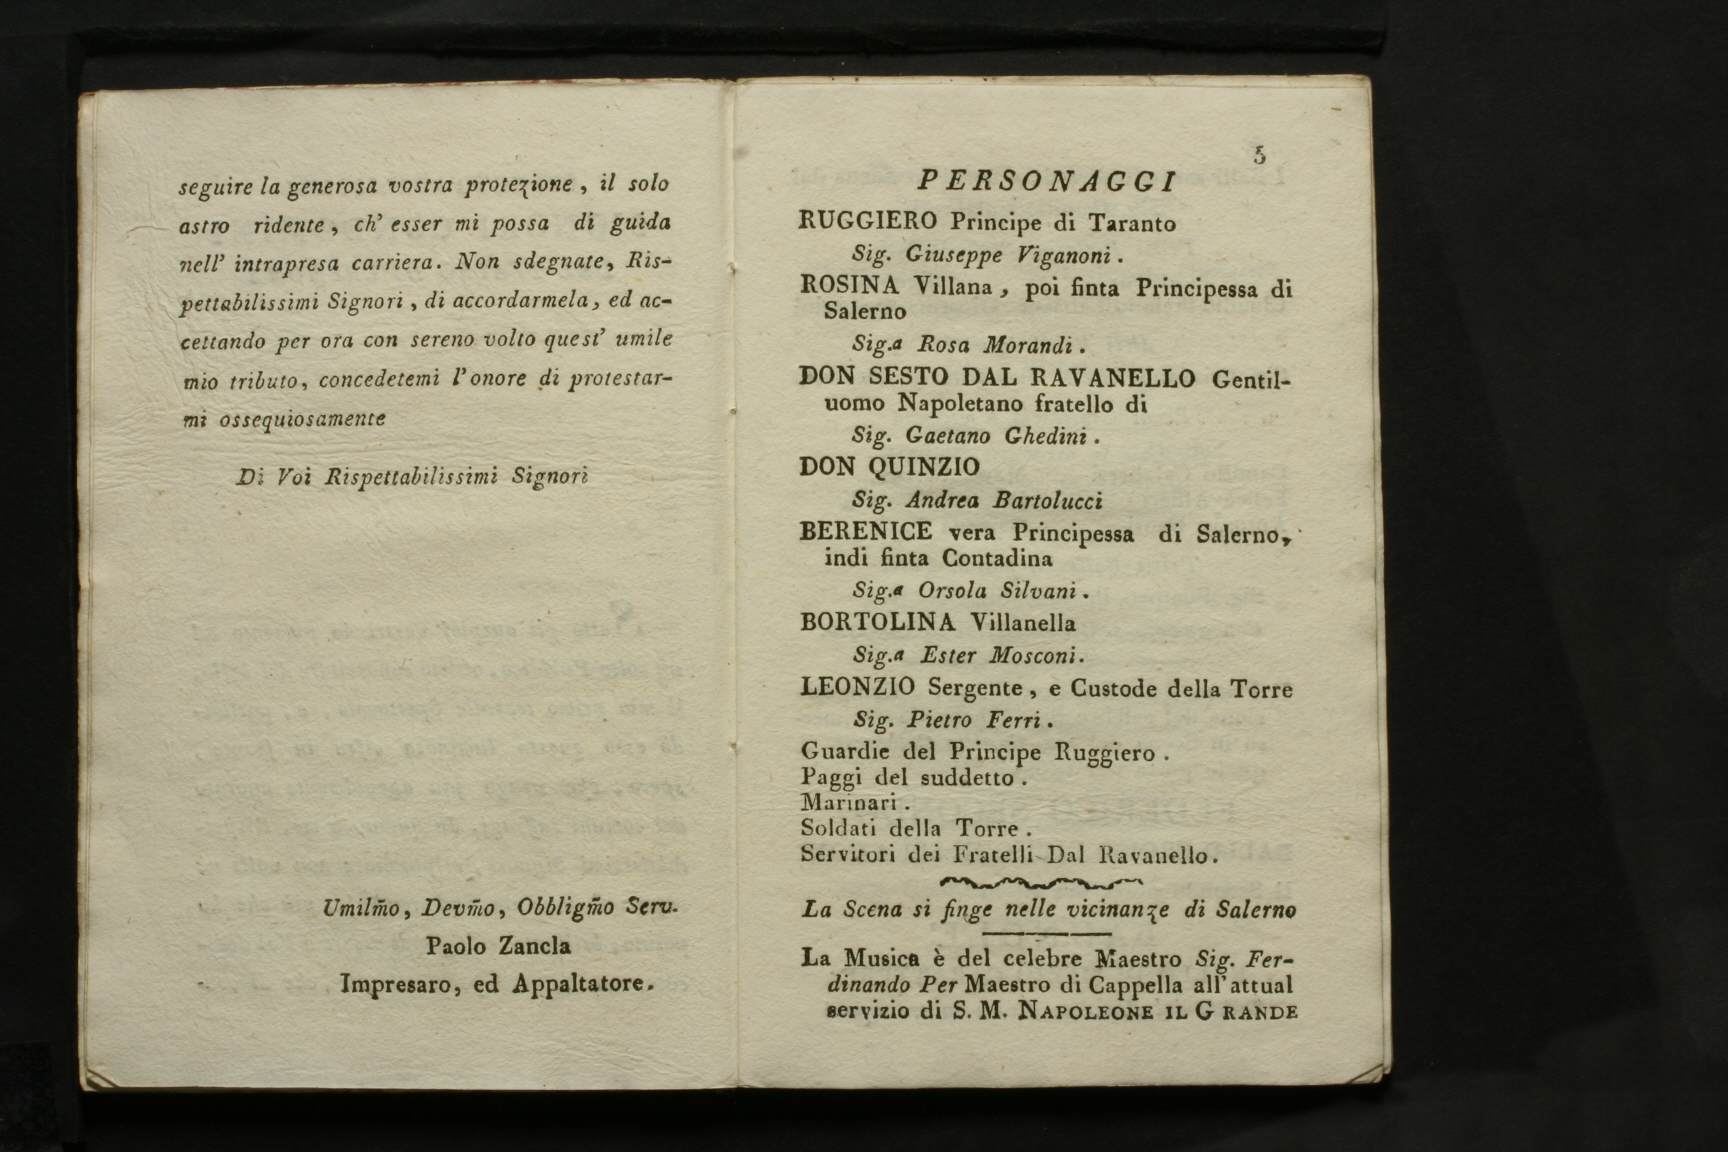 seguire la generosa vostra protezione, il solo
astro ridente, ch' esser mi possa di guida
nell' intrapresa carriera. Non sdegnate, Ris-
pettabilissimi Signori, di accordarmela, ed ac-
cettando per ora con sereno volto quest' umile
mio tributo, concedetemi l'onore di protestar-
mi ossequiosamente
Di Voi Rispettabilissimi Signori
Umilm̃o, Devm̃o, Obbligm̃o Serv.
Paolo Zancla
Impresaro, ed Appaltatore.
5
PERSONAGGI
RUGGIERO Principe di Taranto
Sig. Giuseppe Viganoni.
ROSINA Villana, poi finta Principessa di
Salerno
Sig.a Rosa Morandi.
DON SESTO DAL RAVANELLO Gentil-
uomo Napoletano fratello di
Sig. Gaetano Ghedini.
DON QUINZIO
Sig. Andrea Bartolucci
BERENICE vera Principessa di Salerno,
indi finta Contadina
Sig.a Orsola Silvani.
BORTOLINA Villanella
Sig.a Ester Mosconi.
LEONZIO Sergente, e Custode della Torre
Sig. Pietro Ferri.
Guardie del Principe Ruggiero.
Paggi del suddetto.
Marinari.
Soldati della Torre.
Servitori dei Fratelli Dal Ravanello.
La Scena si finge nelle vicinanze di Salerno
La Musica è del celebre Maestro Sig. Fer-
dinando Per Maestro di Cappella all'attual
servizio di S. M. NAPOLEONE IL GRANDE